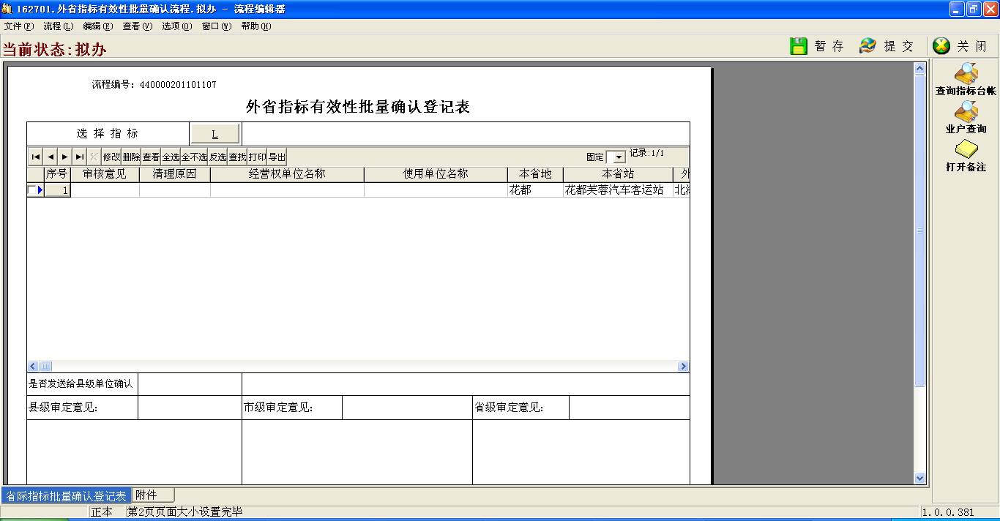 162701.外省指标有效性批量确认流程.拟办 - 流程编辑器
文件(F) 流程(L) 编辑(E) 查看(V) 选项(O) 窗口(W) 帮助(H)
当前状态:拟办
暂存 提交 关闭
流程编号: 440000201101107
外省指标有效性批量确认登记表
选择指标 L
修改 删除 查看 全选 全不选 反选 查找 打印 导出 固定 记录:1/1
序号 审核意见 清理原因 经营权单位名称 使用单位名称 本省地 本省站 外
1 花都 花都芙蓉汽车客运站 北
是否发送给县级单位确认
县级审定意见: 市级审定意见: 省级审定意见:
查询指标台帐
业户查询
打开备注
省际指标批量确认登记表 附件
正本 第2页页面大小设置完毕 1.0.0.381